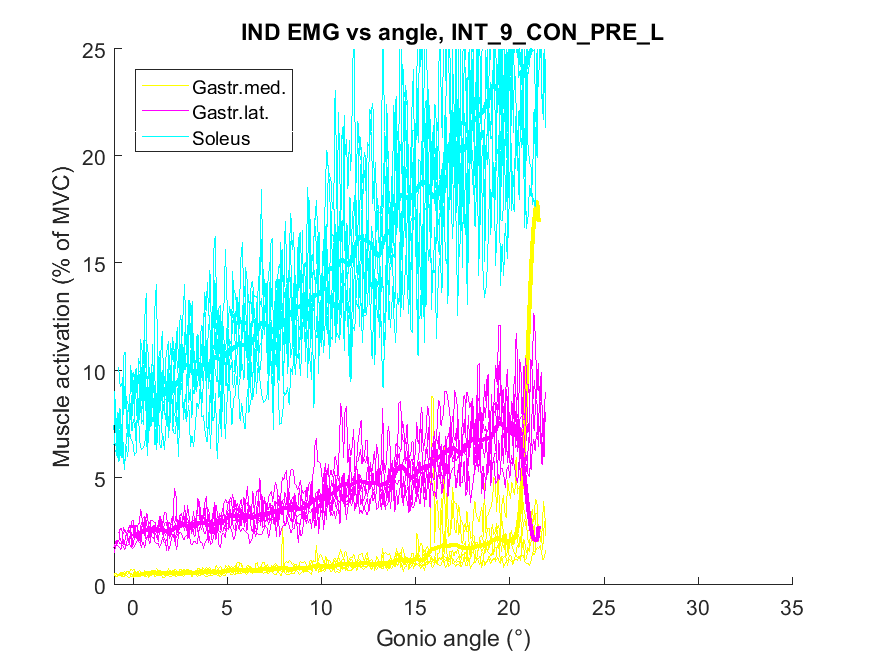 IND EMG vs angle, INT_9_CON_PRE_L
25
20
15
10
5
0
Muscle activation (% of MVC)
Gastr.med.
Gastr.lat.
Soleus
0 5 10 15 20 25 30 35
Gonio angle (°)